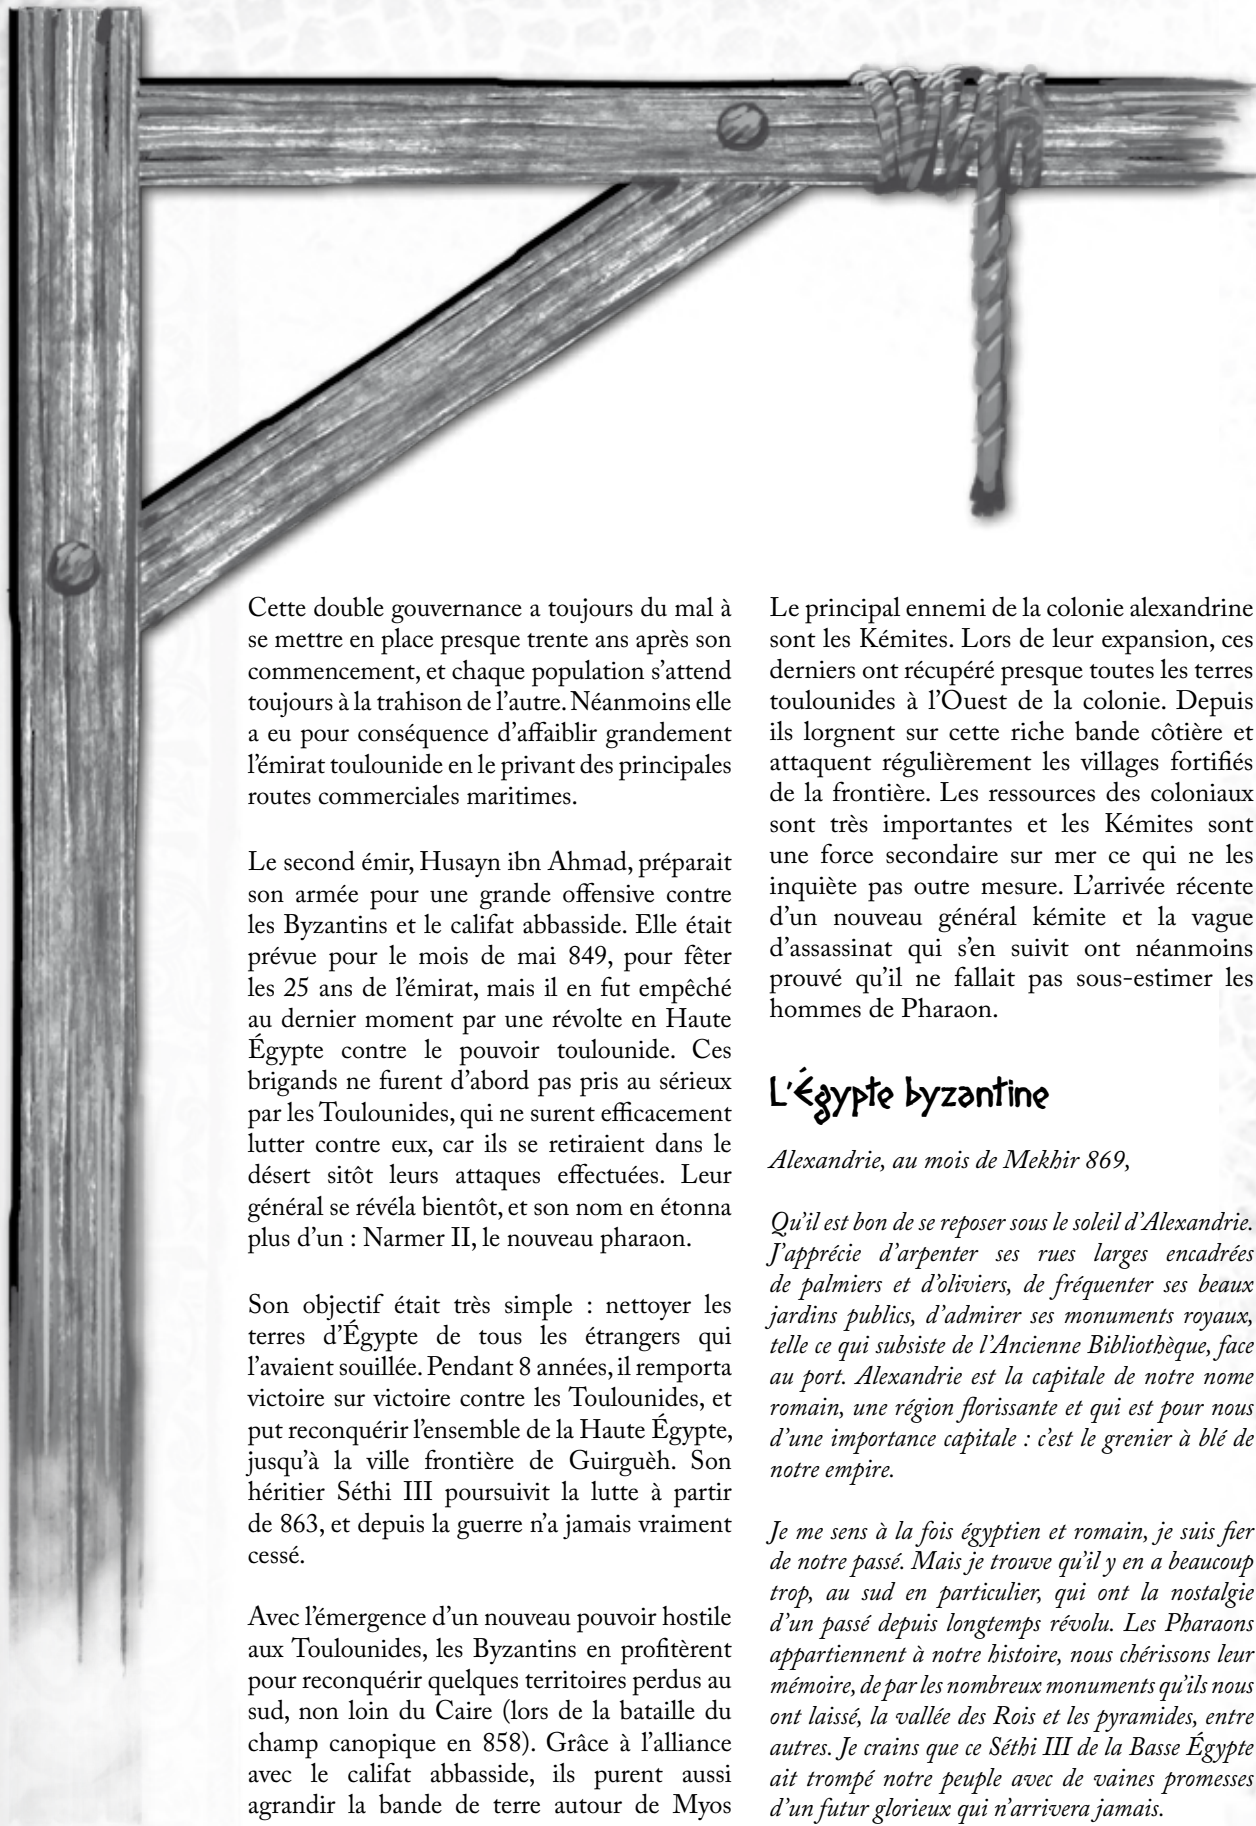 Cette double gouvernance a toujours du mal à
se mettre en place presque trente ans après son
commencement, et chaque population s'attend
toujours à la trahison de l'autre. Néanmoins elle
a eu pour conséquence d'affaiblir grandement
l'émirat toulounide en le privant des principales
routes commerciales maritimes.

Le second émir, Husayn ibn Ahmad, préparait
son armée pour une grande offensive contre
les Byzantins et le califat abbasside. Elle était
prévue pour le mois de mai 849, pour fêter
les 25 ans de l'émirat, mais il en fut empêché
au dernier moment par une révolte en Haute
Égypte contre le pouvoir toulounide. Ces
brigands ne furent d'abord pas pris au sérieux
par les Toulounides, qui ne surent efficacement
lutter contre eux, car ils se retiraient dans le
désert sitôt leurs attaques effectuées. Leur
général se révéla bientôt, et son nom en étonna
plus d'un : Narmer II, le nouveau pharaon.

Son objectif était très simple : nettoyer les
terres d'Égypte de tous les étrangers qui
l'avaient souillée. Pendant 8 années, il remporta
victoire sur victoire contre les Toulounides, et
put reconquérir l'ensemble de la Haute Égypte,
jusqu'à la ville frontière de Guirguèh. Son
héritier Séthi III poursuivit la lutte à partir
de 863, et depuis la guerre n'a jamais vraiment
cessé.

Avec l'émergence d'un nouveau pouvoir hostile
aux Toulounides, les Byzantins en profitèrent
pour reconquérir quelques territoires perdus au
sud, non loin du Caire (lors de la bataille du
champ canopique en 858). Grâce à l'alliance
avec le califat abbasside, ils purent aussi
agrandir la bande de terre autour de Myos

Le principal ennemi de la colonie alexandrine
sont les Kémites. Lors de leur expansion, ces
derniers ont récupéré presque toutes les terres
toulounides à l'Ouest de la colonie. Depuis
ils lorgnent sur cette riche bande côtière et
attaquent régulièrement les villages fortifiés
de la frontière. Les ressources des coloniaux
sont très importantes et les Kémites sont
une force secondaire sur mer ce qui ne les
inquiète pas outre mesure. L'arrivée récente
d'un nouveau général kémite et la vague
d'assassinat qui s'en suivit ont néanmoins
prouvé qu'il ne fallait pas sous-estimer les
hommes de Pharaon.

L'Égypte byzantine

Alexandrie, au mois de Mekhir 869,

Qu'il est bon de se reposer sous le soleil d'Alexandrie.
J'apprécie d'arpenter ses rues larges encadrées
de palmiers et d'oliviers, de fréquenter ses beaux
jardins publics, d'admirer ses monuments royaux,
telle ce qui subsiste de l'Ancienne Bibliothèque, face
au port. Alexandrie est la capitale de notre nome
romain, une région florissante et qui est pour nous
d'une importance capitale : c'est le grenier à blé de
notre empire.

Je me sens à la fois égyptien et romain, je suis fier
de notre passé. Mais je trouve qu'il y en a beaucoup
trop, au sud en particulier, qui ont la nostalgie
d'un passé depuis longtemps révolu. Les Pharaons
appartiennent à notre histoire, nous chérissons leur
mémoire, de par les nombreux monuments qu'ils nous
ont laissé, la vallée des Rois et les pyramides, entre
autres. Je crains que ce Séthi III de la Basse Égypte
ait trompé notre peuple avec de vaines promesses
d'un futur glorieux qui n'arrivera jamais.